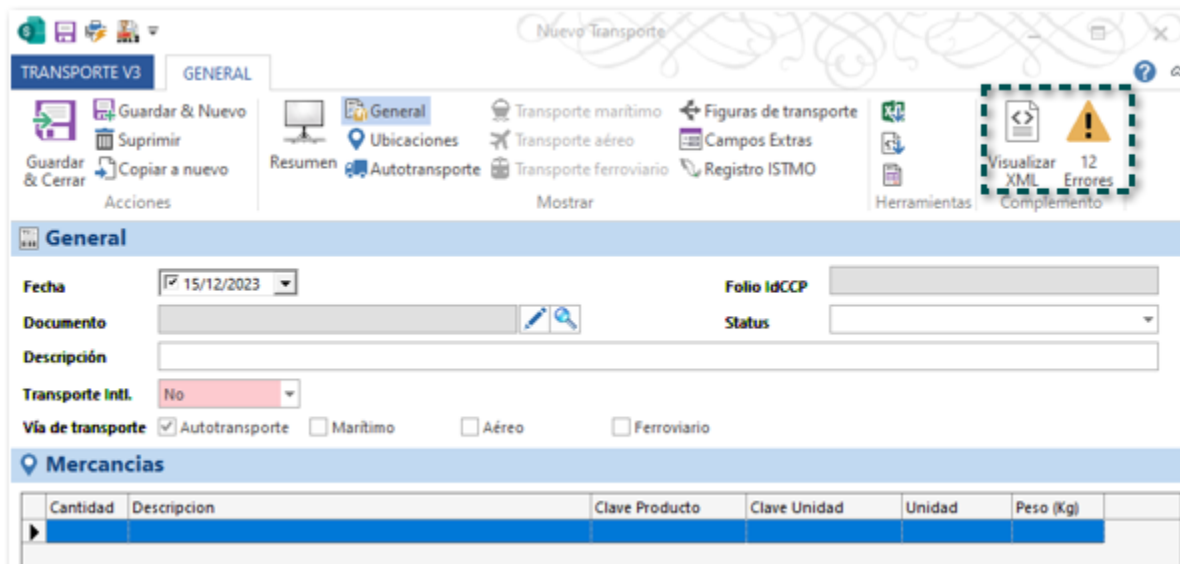 Nuevo Transporte
TRANSPORTE V3 GENERAL
Guardar & Cerrar
Guardar & Nuevo
Suprimir
Copiar a nuevo
Acciones
Resumen
General
Ubicaciones
Autotransporte
Transporte marítimo
Transporte aéreo
Transporte ferroviario
Figuras de transporte
Campos Extras
Registro ISTMO
Mostrar
Herramientas
Visualizar XML
12 Errores
Complemento
General
Fecha 15/12/2023 Folio IdCCP
Documento Status
Descripción
Transporte Intl. No
Vía de transporte Autotransporte Marítimo Aéreo Ferroviario
Mercancias
Cantidad Descripcion Clave Producto Clave Unidad Unidad Peso (Kg)